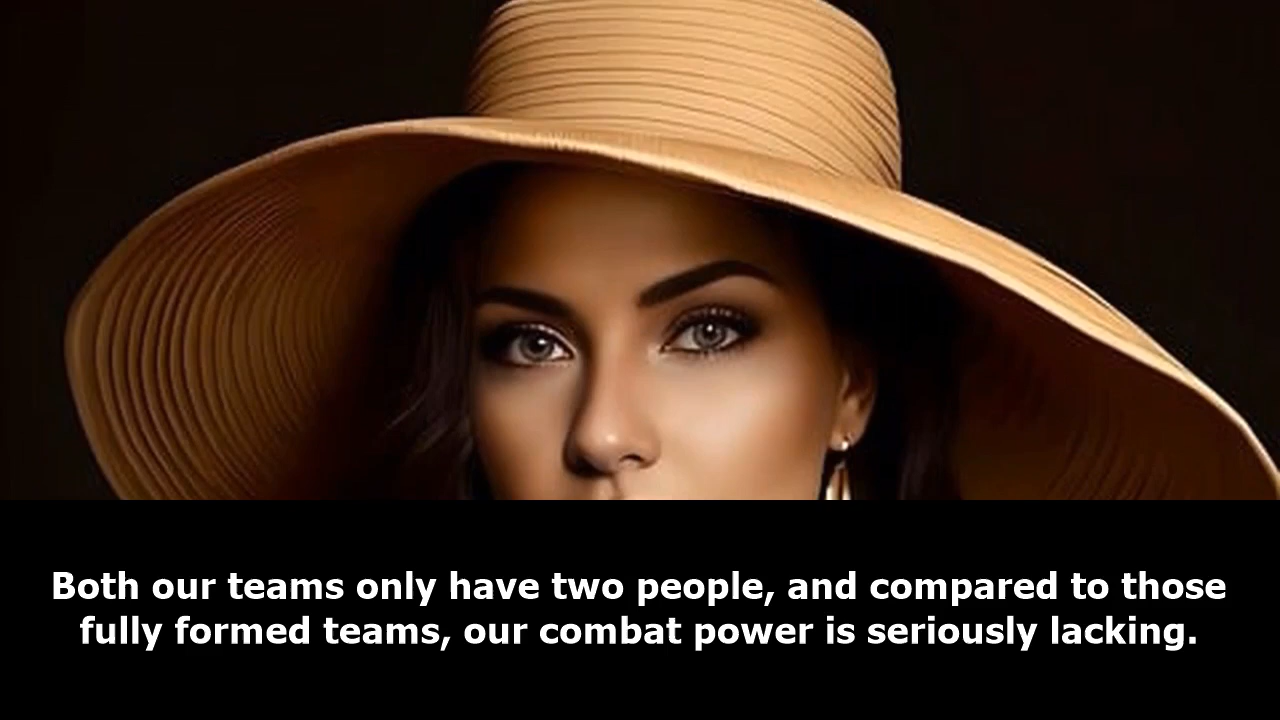 Both our teams only have two people, and compared to those
fully formed teams, our combat power is seriously lacking.